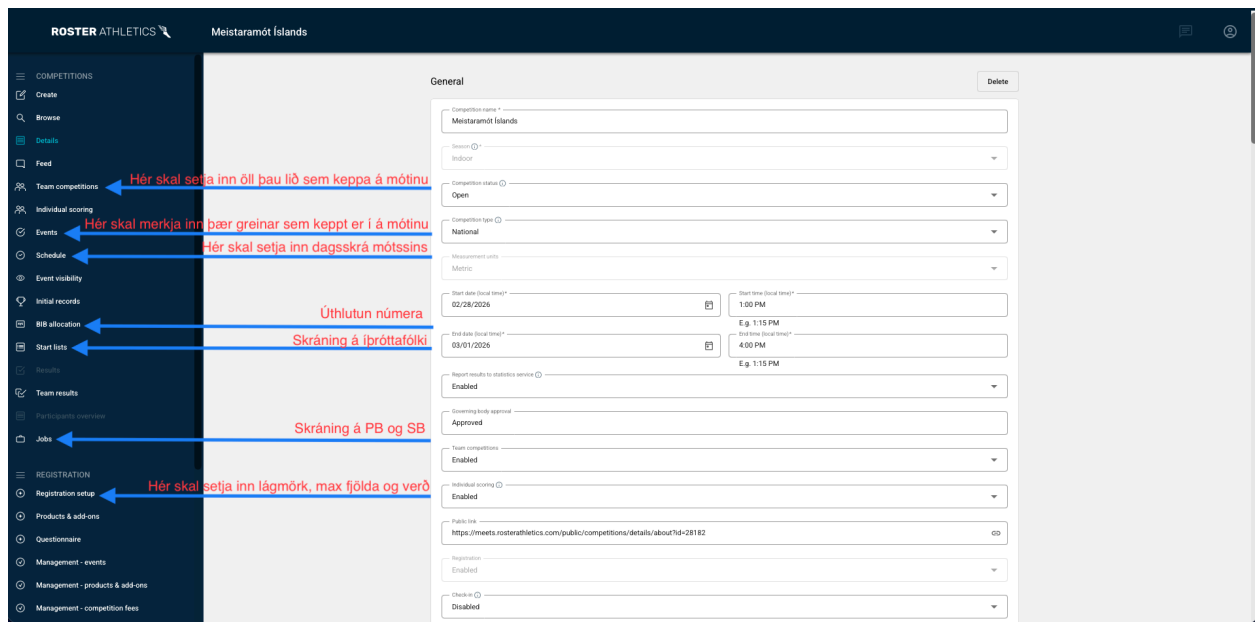 ROSTER ATHLETICS
Meistaramót Íslands
COMPETITIONS
Create
Browse
Details
Feed
Team competitions
Individual scoring
Events
Schedule
Event visibility
Initial records
BIB allocation
Start lists
Results
Team results
Participants overview
Jobs
REGISTRATION
Registration setup
Products & add-ons
Questionnaire
Management - events
Management - products & add-ons
Management - competition fees
Hér skal setja inn öll þau lið sem keppa á mótinu
Hér skal merkja inn þær greinar sem keppt er í á mótinu
Hér skal setja inn dagsskrá mótssins
Úthlutun númera
Skráning á íþróttafólki
Skráning á PB og SB
Hér skal setja inn lágmörk, max fjölda og verð
General
Delete
Competition name *
Meistaramót Íslands
Season *
Indoor
Competition status
Open
Competition type
National
Measurement units
Metric
Start date (local time)*
02/28/2026
Start time (local time)*
1:00 PM
E.g. 1:15 PM
End date (local time)*
03/01/2026
End time (local time)*
4:00 PM
E.g. 1:15 PM
Report results to statistics service
Enabled
Governing body approval
Approved
Team competitions
Enabled
Individual scoring
Enabled
Public link
https://meets.rosterathletics.com/public/competitions/details/about?id=28182
Registration
Enabled
Check-in
Disabled